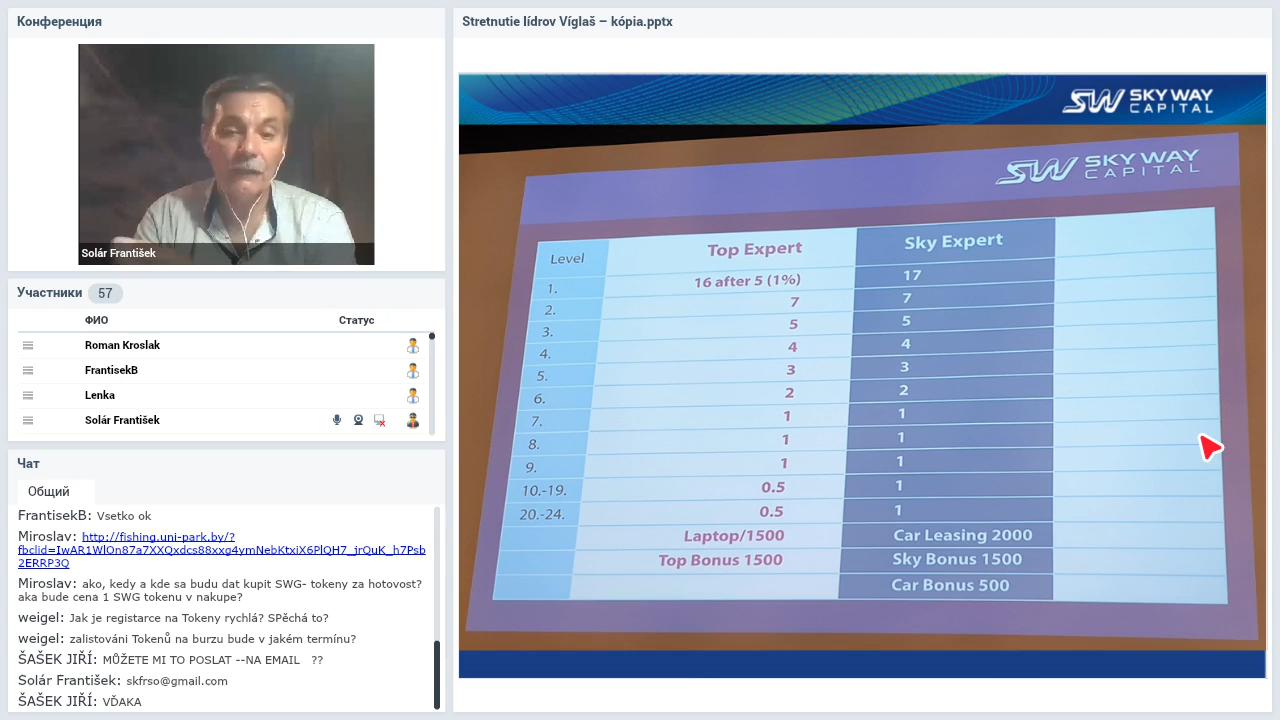 Конференция
Solár František
Участники 57
ФИО Статус
Roman Kroslak
FrantisekB
Lenka
Solár František
Чат
Общий
FrantisekB: Vsetko ok
Miroslav: http://fishing.uni-park.by/?
fbclid=IwAR1WlOn87a7XXQxdcs88xxg4ymNebKtxiX6PlQH7_jrQuK_h7Psb
2ERRP3Q
Miroslav: ako, kedy a kde sa budu dat kupit SWG- tokeny za hotovost?
aka bude cena 1 SWG tokenu v nakupe?
weigel: Jak je registarce na Tokeny rychlá? SPěchá to?
weigel: zalistováni Tokenů na burzu bude v jakém termínu?
ŠAŠEK JIŘÍ: MŮŽETE MI TO POSLAT --NA EMAIL ??
Solár František: skfrso@gmail.com
ŠAŠEK JIŘÍ: VĎAKA
Stretnutie lídrov Víglaš – kópia.pptx
SW SKY WAY
CAPITAL
SW SKY WAY
CAPITAL
Level Top Expert Sky Expert
1. 16 after 5 (1%) 17
2. 7 7
3. 5 5
4. 4 4
5. 3 3
6. 2 2
7. 1 1
8. 1 1
9. 1 1
10.-19. 0.5 1
20.-24. 0.5 1
Laptop/1500 Car Leasing 2000
Top Bonus 1500 Sky Bonus 1500
Car Bonus 500